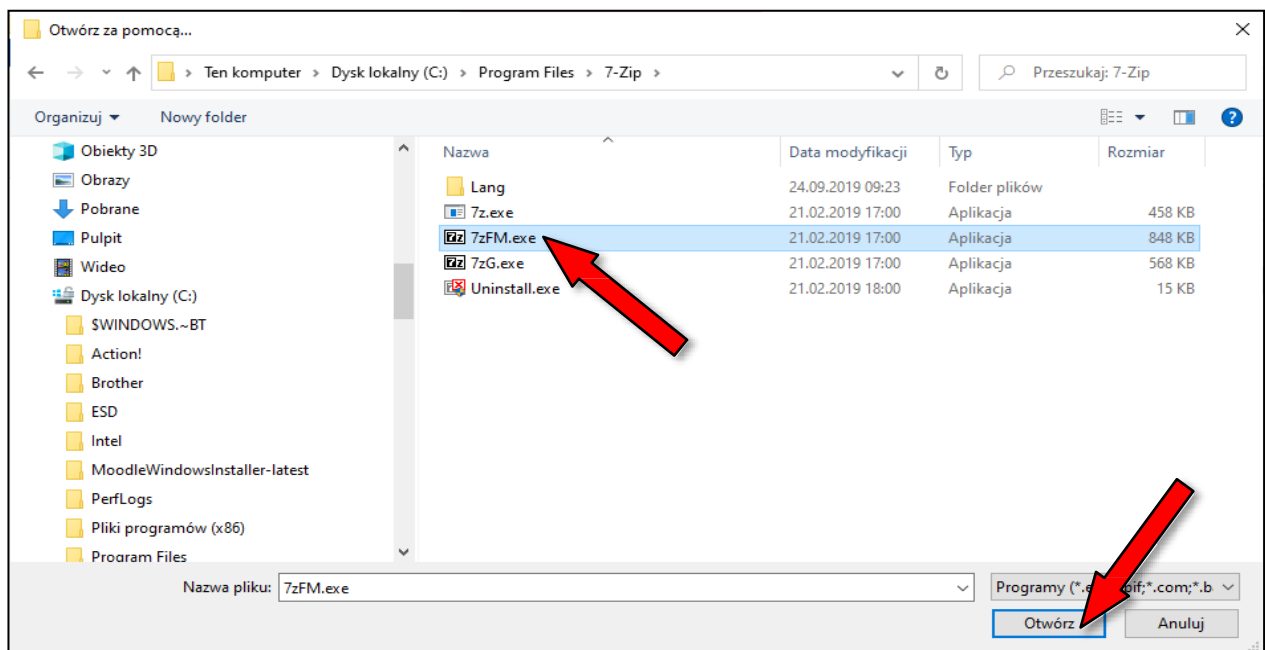 Otwórz za pomocą...
Ten komputer › Dysk lokalny (C:) › Program Files › 7-Zip ›
Przeszukaj: 7-Zip
Organizuj
Nowy folder
Obiekty 3D
Obrazy
Pobrane
Pulpit
Wideo
Dysk lokalny (C:)
$WINDOWS.~BT
Action!
Brother
ESD
Intel
MoodleWindowsInstaller-latest
PerfLogs
Pliki programów (x86)
Program Files
Nazwa Data modyfikacji Typ Rozmiar
Lang 24.09.2019 09:23 Folder plików
7z.exe 21.02.2019 17:00 Aplikacja 458 KB
7zFM.exe 21.02.2019 17:00 Aplikacja 848 KB
7zG.exe 21.02.2019 17:00 Aplikacja 568 KB
Uninstall.exe 21.02.2019 18:00 Aplikacja 15 KB
Nazwa pliku: 7zFM.exe
Programy (*.e pif;*.com;*.b
Otwórz Anuluj